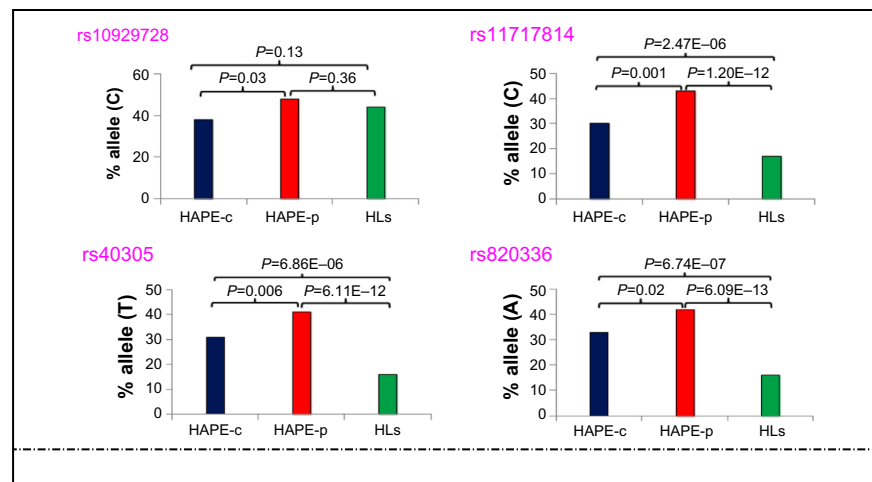 rs10929728
P=0.13
P=0.03
P=0.36
% allele (C)
60
40
20
0
HAPE-c
HAPE-p
HLs
rs11717814
P=2.47E–06
P=0.001
P=1.20E–12
% allele (C)
50
40
30
20
10
0
HAPE-c
HAPE-p
HLs
rs40305
P=6.86E–06
P=0.006
P=6.11E–12
% allele (T)
50
40
30
20
10
0
HAPE-c
HAPE-p
HLs
rs820336
P=6.74E–07
P=0.02
P=6.09E–13
% allele (A)
50
40
30
20
10
0
HAPE-c
HAPE-p
HLs